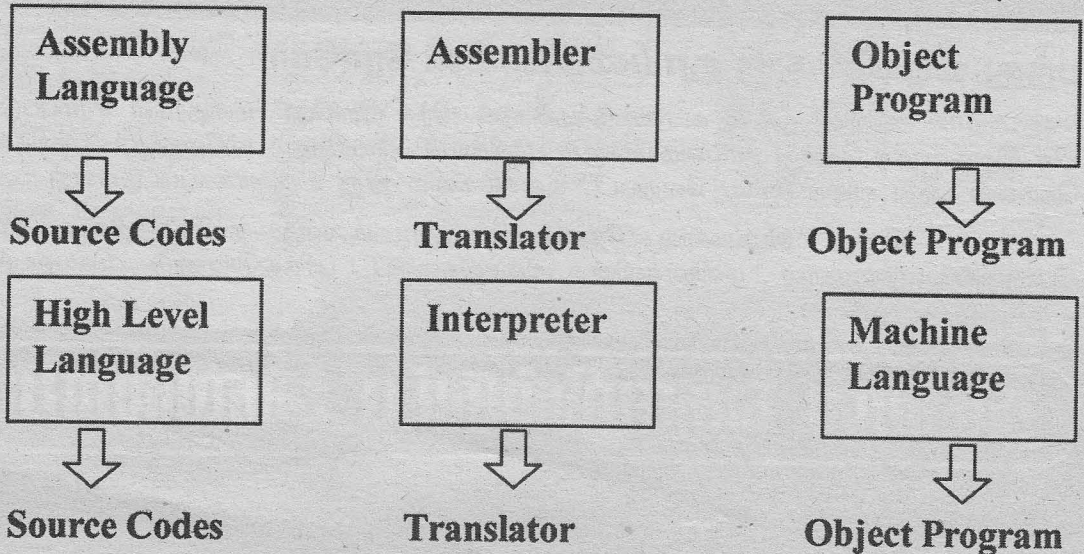 Assembly
Language
Assembler
Object
Program
Source Codes
Translator
Object Program
High Level
Language
Interpreter
Machine
Language
Source Codes
Translator
Object Program